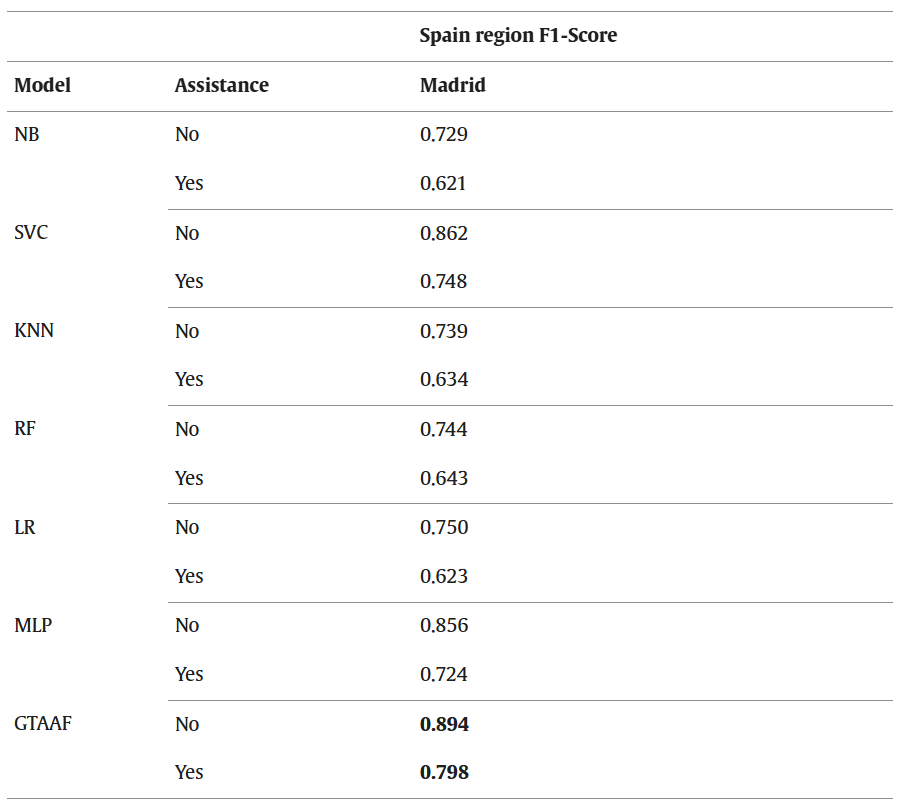 Spain region F1-Score
Model Assistance Madrid
NB No 0.729
Yes 0.621
SVC No 0.862
Yes 0.748
KNN No 0.739
Yes 0.634
RF No 0.744
Yes 0.643
LR No 0.750
Yes 0.623
MLP No 0.856
Yes 0.724
GTAAF No 0.894
Yes 0.798